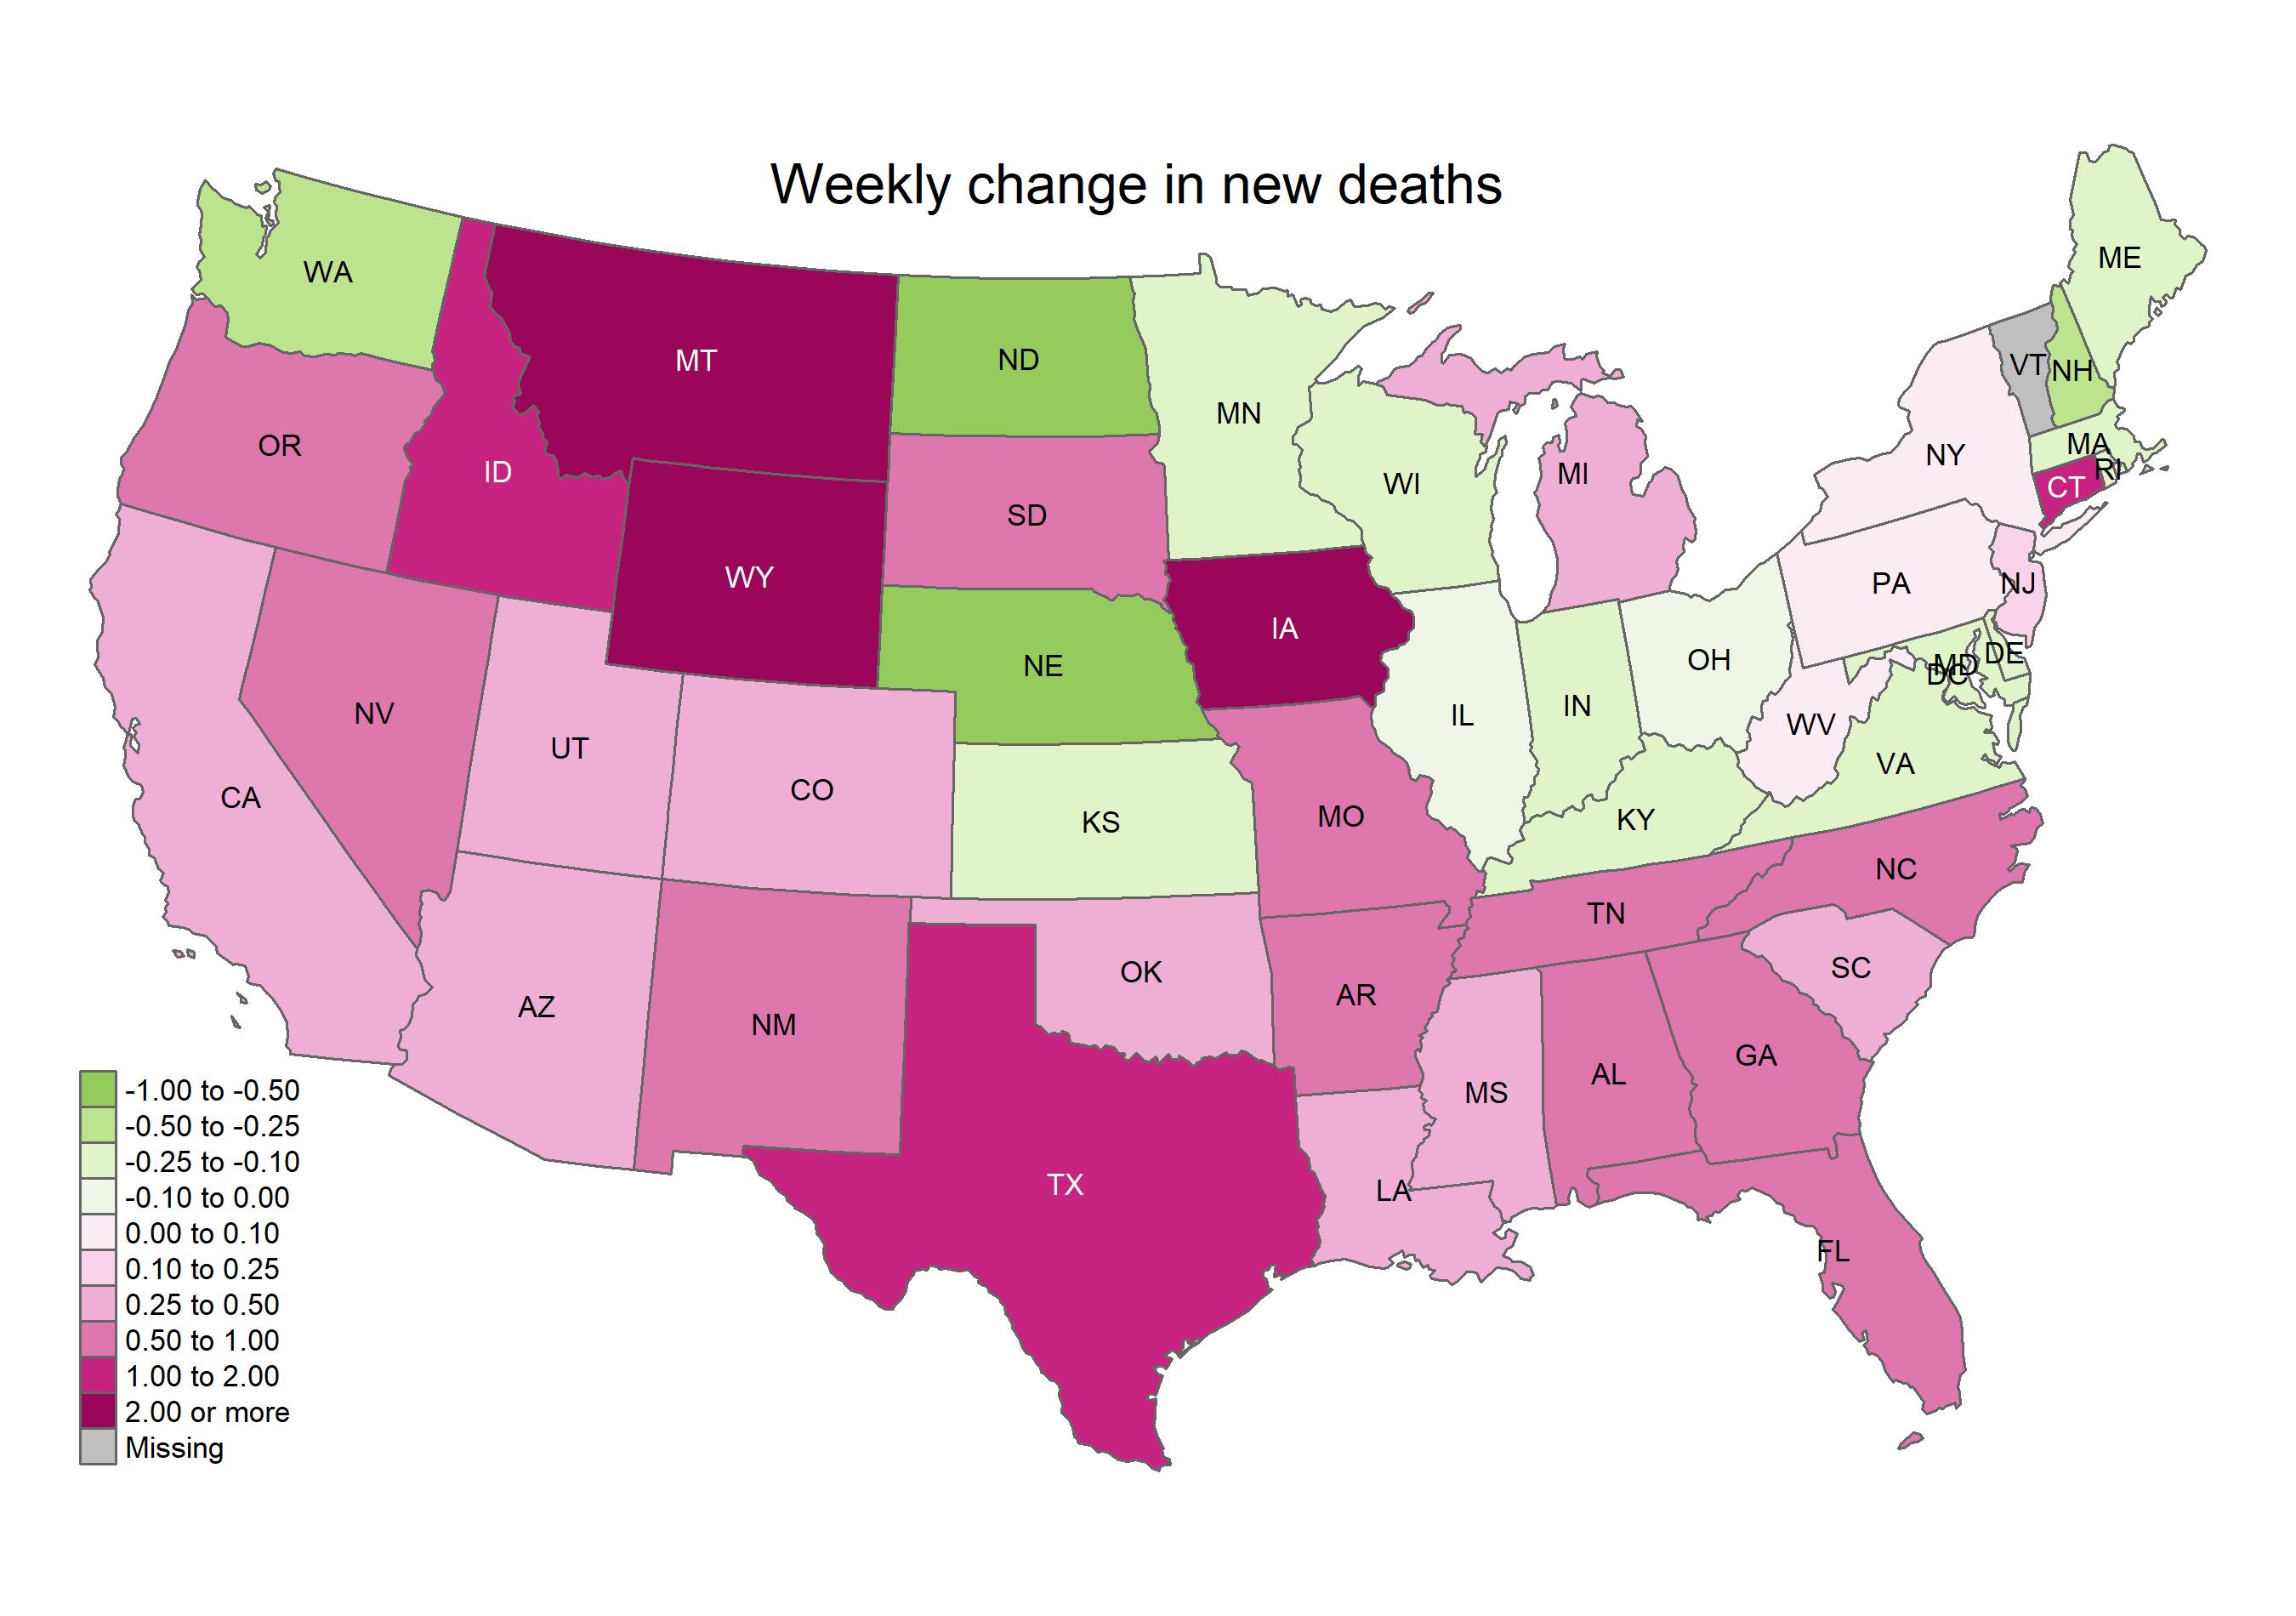 Weekly change in new deaths
ME
WA
MT
ND
VT
NH
MN
OR
MA
NY
RI
ID
MI
WI
CT
SD
WY
PA
NJ
IA
DE
OH
MD
NE
DC
IN
NV
IL
WV
UT
VA
CO
CA
MO
KY
KS
NC
TN
SC
OK
AR
AZ
NM
GA
AL
MS
TX
LA
FL
-1.00 to -0.50
-0.50 to -0.25
-0.25 to -0.10
-0.10 to 0.00
0.00 to 0.10
0.10 to 0.25
0.25 to 0.50
0.50 to 1.00
1.00 to 2.00
2.00 or more
Missing